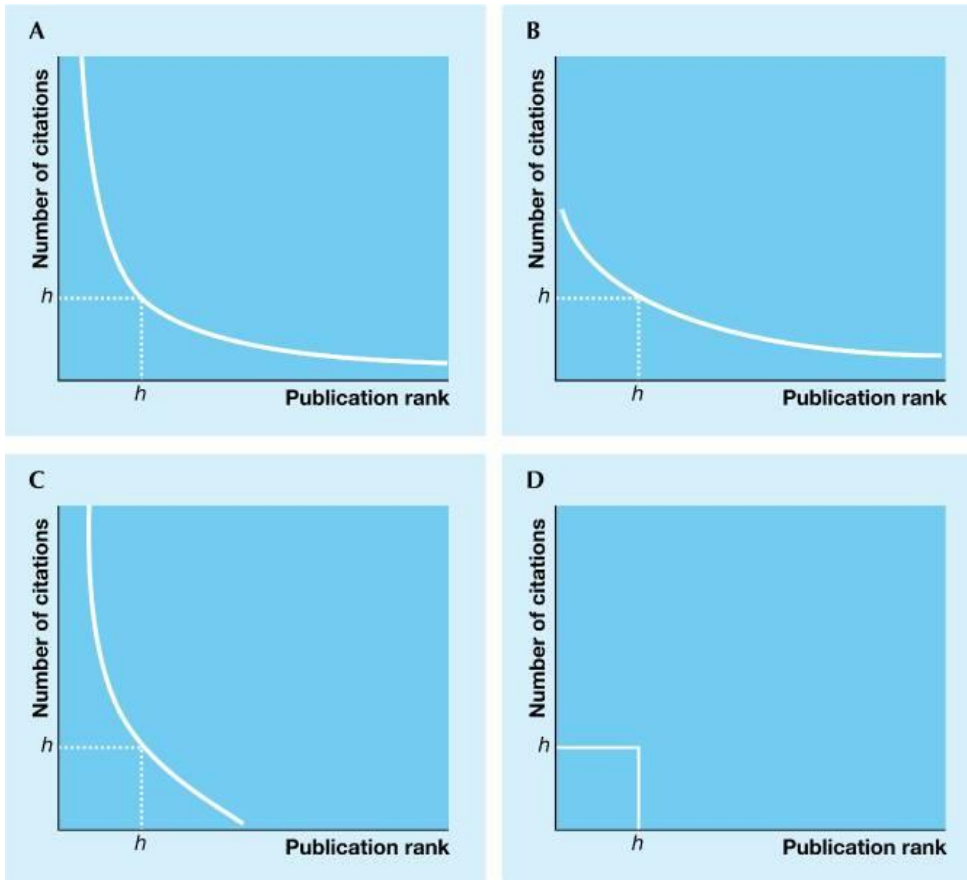 A
Number of citations
h
h
Publication rank
B
Number of citations
h
h
Publication rank
C
Number of citations
h
h
Publication rank
D
Number of citations
h
h
Publication rank